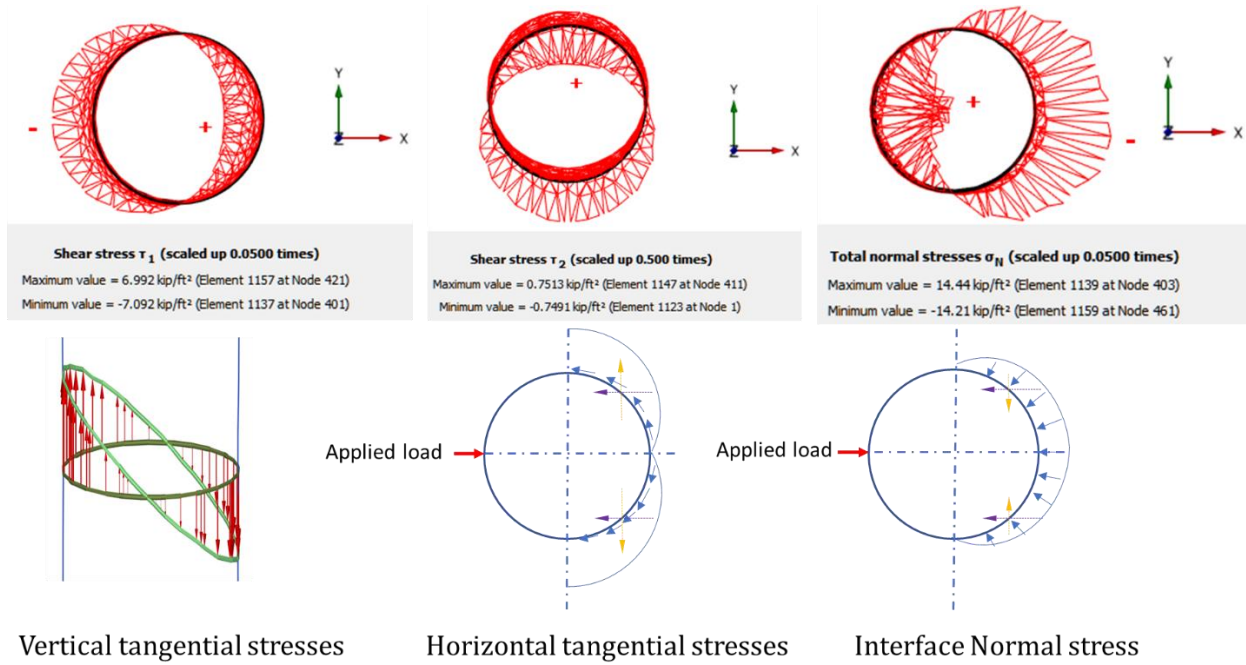 Y
X
Z
-
+
Shear stress τ1 (scaled up 0.0500 times)
Maximum value = 6.992 kip/ft² (Element 1157 at Node 421)
Minimum value = -7.092 kip/ft² (Element 1137 at Node 401)
Y
X
Z
+
Shear stress τ2 (scaled up 0.500 times)
Maximum value = 0.7513 kip/ft² (Element 1147 at Node 411)
Minimum value = -0.7491 kip/ft² (Element 1123 at Node 1)
Y
X
Z
+
-
Total normal stresses σN (scaled up 0.0500 times)
Maximum value = 14.44 kip/ft² (Element 1139 at Node 403)
Minimum value = -14.21 kip/ft² (Element 1159 at Node 461)
Applied load
Applied load
Vertical tangential stresses
Horizontal tangential stresses
Interface Normal stress